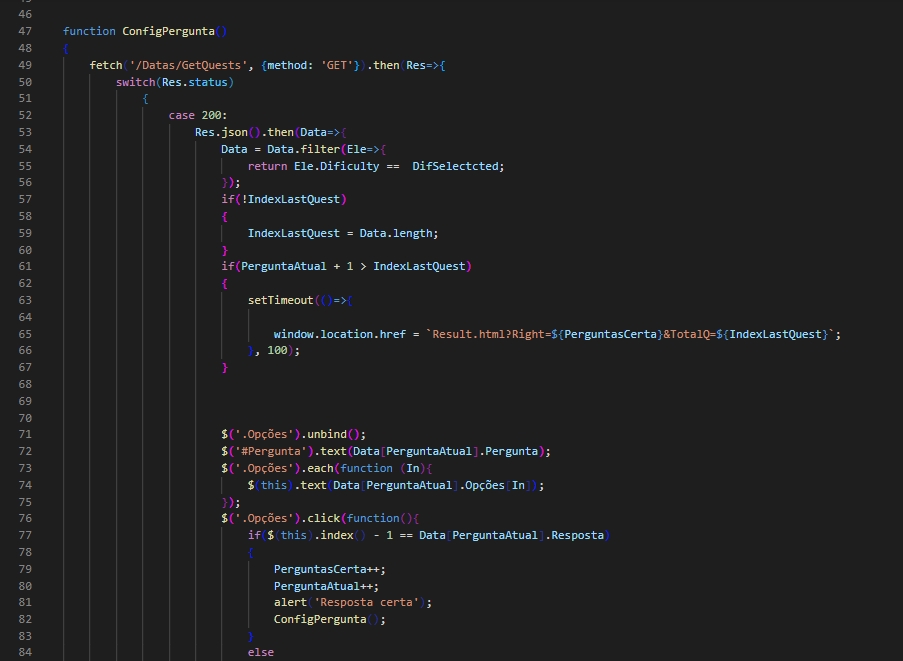 46
47 function ConfigPergunta()
48 {
49 fetch('/Datas/GetQuests', {method: 'GET'}).then(Res=>{
50 switch(Res.status)
51 {
52 case 200:
53 Res.json().then(Data=>{
54 Data = Data.filter(Ele=>{
55 return Ele.Dificulty == DifSelectcted;
56 });
57 if(!IndexLastQuest)
58 {
59 IndexLastQuest = Data.length;
60 }
61 if(PerguntaAtual + 1 > IndexLastQuest)
62 {
63 setTimeout(()=>{
64
65 window.location.href = `Result.html?Right=${PerguntasCerta}&TotalQ=${IndexLastQuest}`;
66 }, 100);
67 }
68
69
70
71 $('.Opções').unbind();
72 $('#Pergunta').text(Data[PerguntaAtual].Pergunta);
73 $('.Opções').each(function (In){
74 $(this).text(Data[PerguntaAtual].Opções[In]);
75 });
76 $('.Opções').click(function(){
77 if($(this).index() - 1 == Data[PerguntaAtual].Resposta)
78 {
79 PerguntasCerta++;
80 PerguntaAtual++;
81 alert('Resposta certa');
82 ConfigPergunta();
83 }
84 else